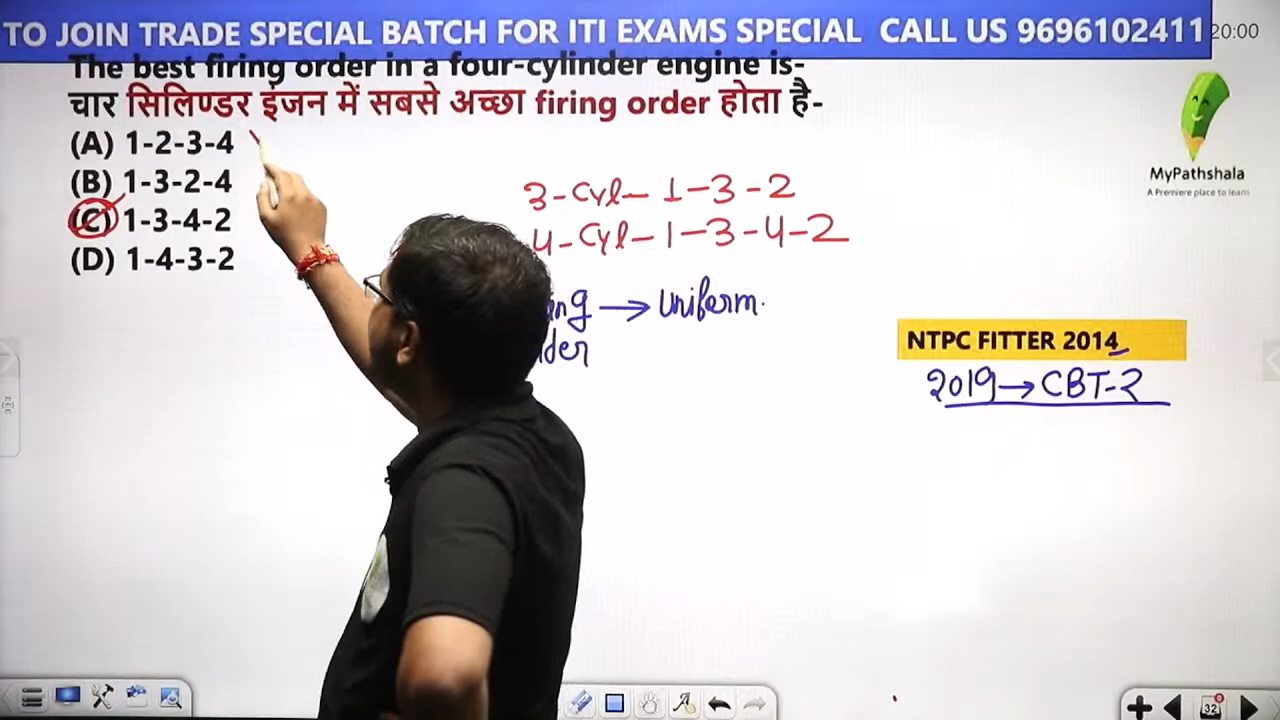 TO JOIN TRADE SPECIAL BATCH FOR ITI EXAMS SPECIAL CALL US 9696102411
20:00
The best firing order in a four-cylinder engine is-
चार सिलिण्डर इंजन में सबसे अच्छा firing order होता है-
(A) 1-2-3-4
(B) 1-3-2-4
(C) 1-3-4-2
(D) 1-4-3-2
3-Cyl- 1-3-2
4-Cyl-1-3-4-2
→ Uniform.
MyPathshala
A Premiere place to learn
NTPC FITTER 2014
2019→CBT-2
32